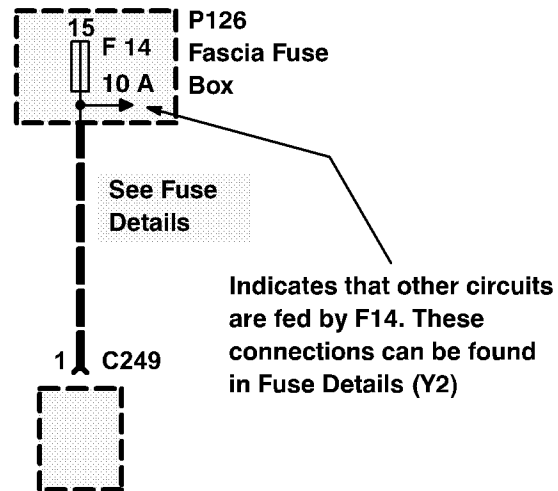 P126
Fascia Fuse
Box
15
F 14
10 A
See Fuse
Details
Indicates that other circuits
are fed by F14. These
connections can be found
in Fuse Details (Y2)
1 C249